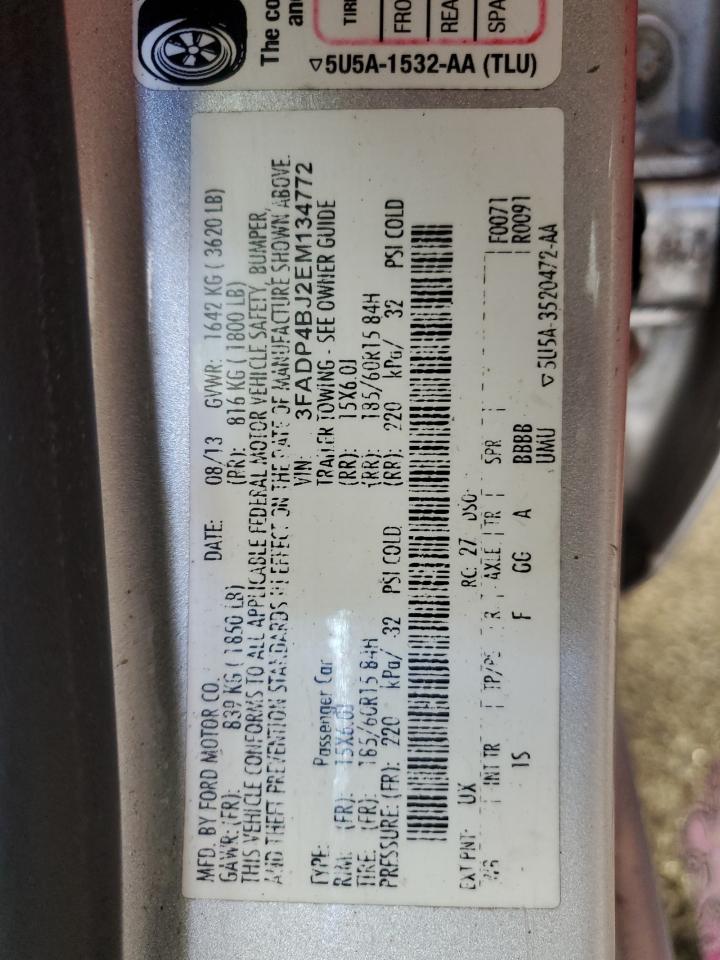 The co
an
TIR
FRO
REA
SPA
▽5U5A-1532-AA (TLU)
MFD. BY FORD MOTOR CO. DATE: 08/13 GVWR: 1642 KG ( 3620 LB)
GAWR: (FR): 839 KG ( 1850 LB) (RR): 816 KG ( 1800 LB)
THIS VEHICLE CONFORMS TO ALL APPLICABLE FEDERAL MOTOR VEHICLE SAFETY, BUMPER,
AND THEFT PREVENTION STANDARDS IN EFFECT ON THE DATE OF MANUFACTURE SHOWN ABOVE.
VIN: 3FADP4BJ2EM134772
TYPE: Passenger Car TRAILER TOWING - SEE OWNER GUIDE
RIM: (FR): 15X6.0J (RR): 15X6.0J
TIRE: (FR): 185/60R15 84H (RR): 185/60R15 84H
PRESSURE: (FR): 220 kPa/ 32 PSI COLD (RR): 220 kPa/ 32 PSI COLD
EXT PNT: UX RC: 27 DSO:
WB INT TR TP/PS R AXLE TR SPR F0071
IS F GG A BBBB R0091
UMU
▽5U5A-3520472-AA